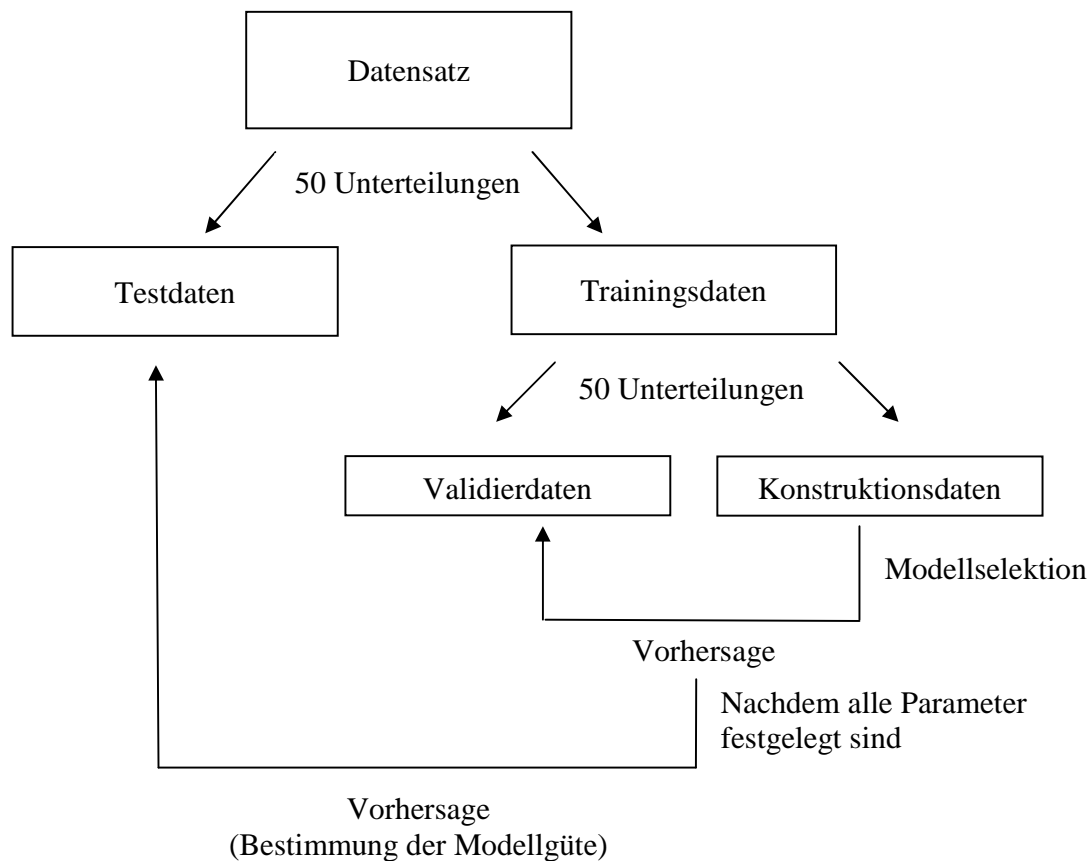 Datensatz
50 Unterteilungen
Testdaten
Trainingsdaten
50 Unterteilungen
Validierdaten
Konstruktionsdaten
Modellselektion
Vorhersage
Nachdem alle Parameter
festgelegt sind
Vorhersage
(Bestimmung der Modellgüte)